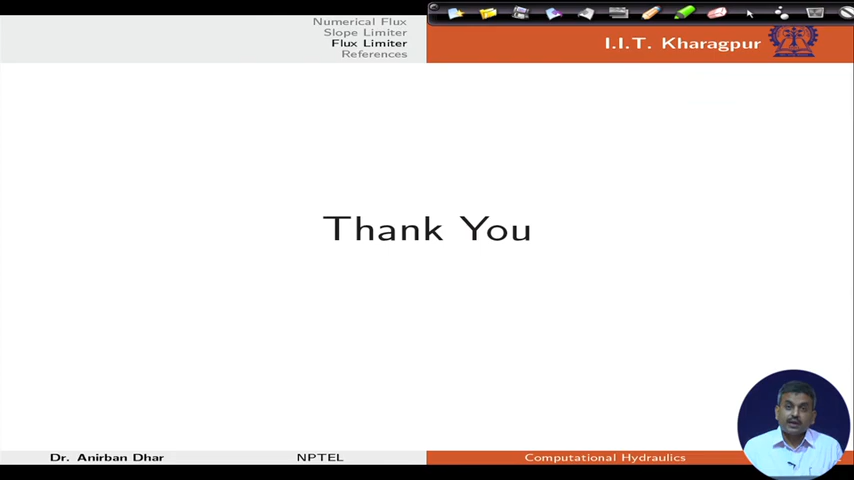 Numerical Flux
Slope Limiter
Flux Limiter
References
I.I.T. Kharagpur
Thank You
Dr. Anirban Dhar
NPTEL
Computational Hydraulics